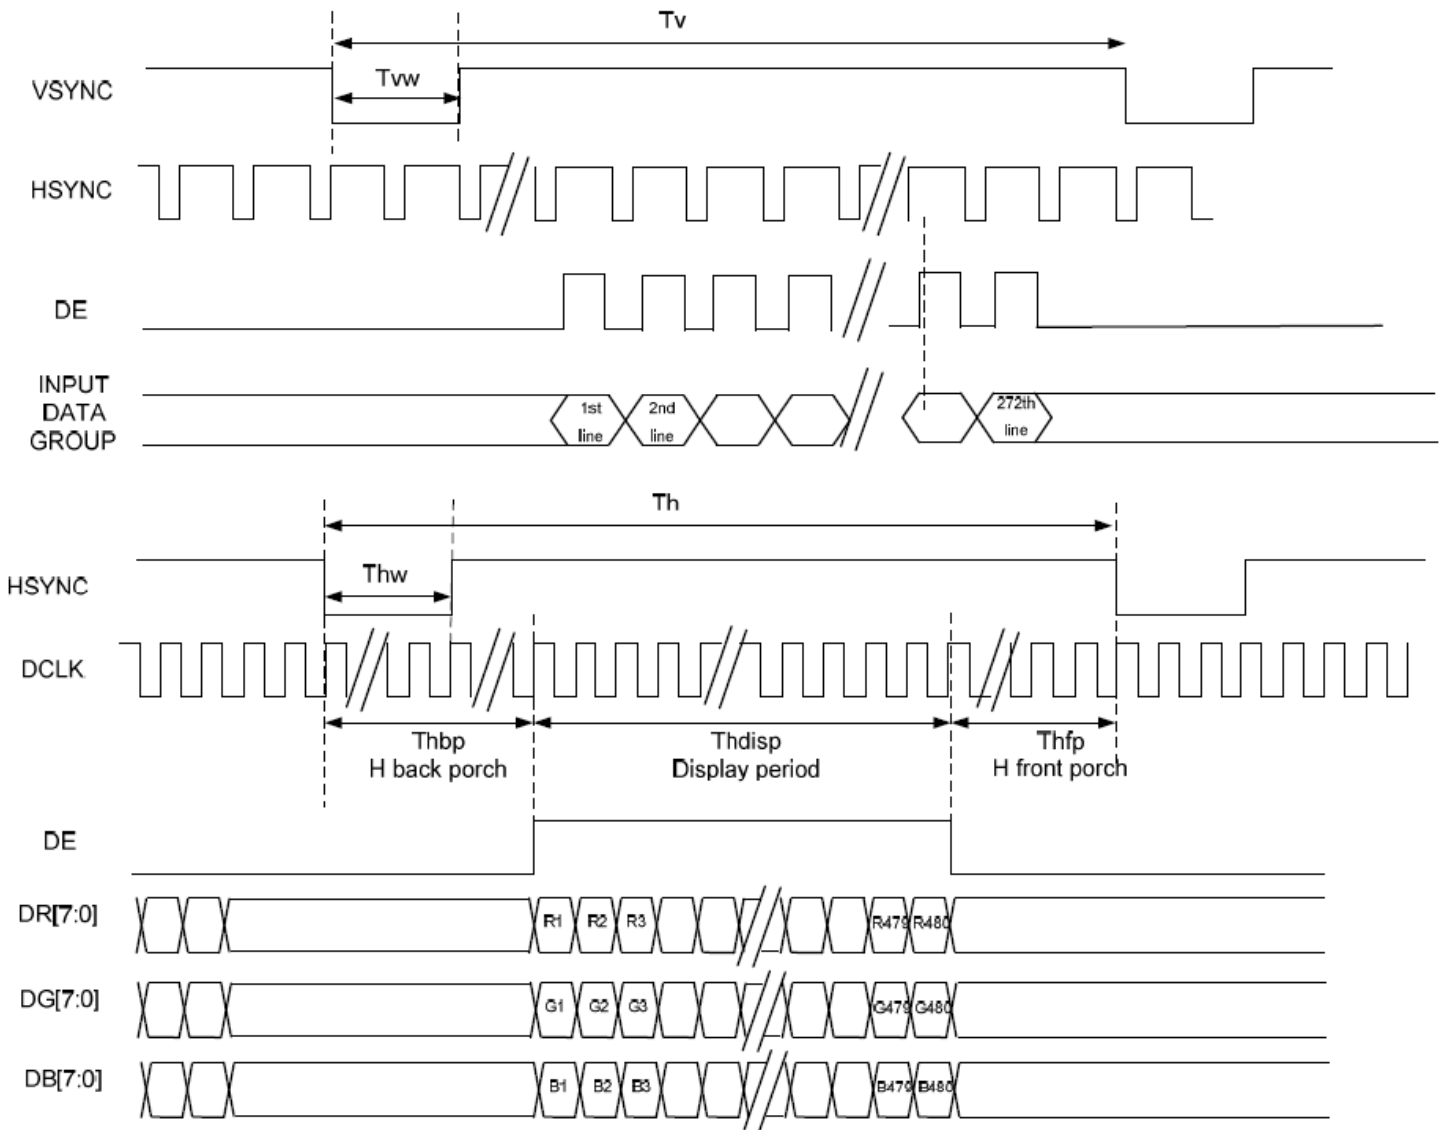 Tv
VSYNC
Tvw
HSYNC
DE
INPUT
DATA
GROUP
1st
line
2nd
line
272th
line
Th
HSYNC
Thw
DCLK
Thbp
H back porch
Thdisp
Display period
Thfp
H front porch
DE
DR[7:0]
R1 R2 R3 R479 R480
DG[7:0]
G1 G2 G3 G479 G480
DB[7:0]
B1 B2 B3 B479 B480